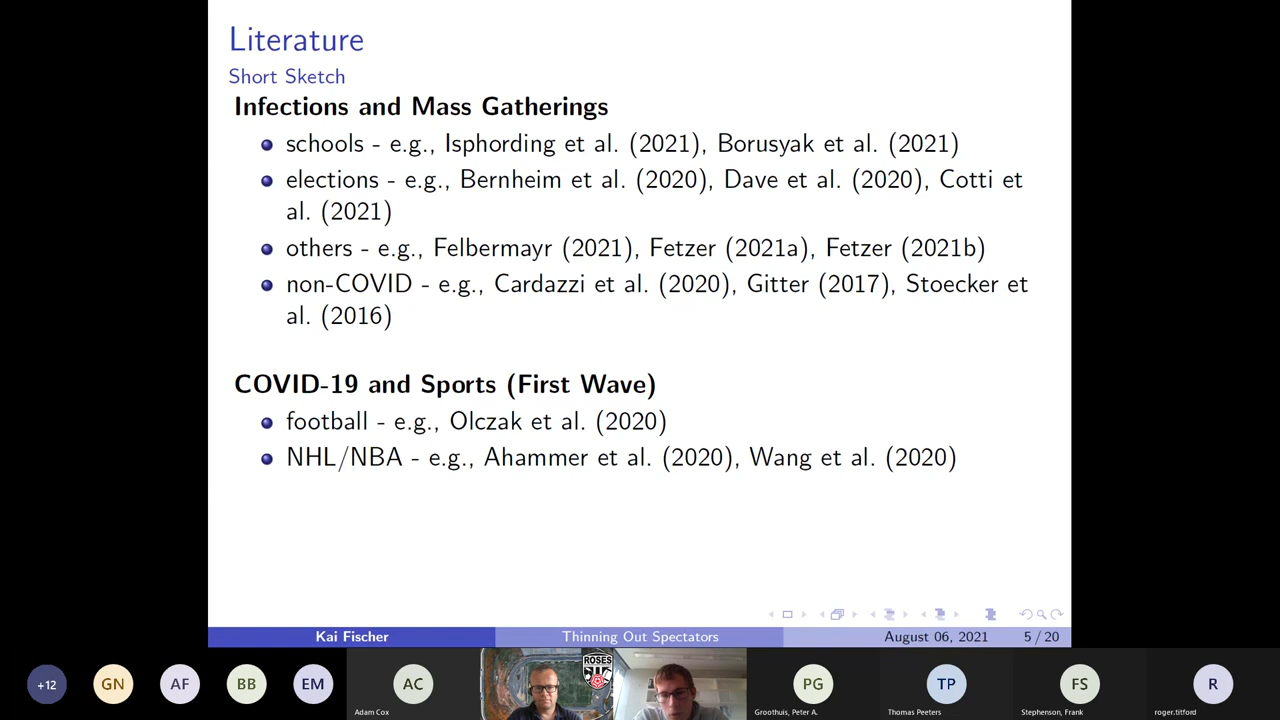 Literature
Short Sketch
Infections and Mass Gatherings
schools - e.g., Isphording et al. (2021), Borusyak et al. (2021)
elections - e.g., Bernheim et al. (2020), Dave et al. (2020), Cotti et
al. (2021)
others - e.g., Felbermayr (2021), Fetzer (2021a), Fetzer (2021b)
non-COVID - e.g., Cardazzi et al. (2020), Gitter (2017), Stoecker et
al. (2016)
COVID-19 and Sports (First Wave)
football - e.g., Olczak et al. (2020)
NHL/NBA - e.g., Ahammer et al. (2020), Wang et al. (2020)
Kai Fischer Thinning Out Spectators August 06, 2021 5 / 20
+12 GN AF BB EM AC ROSES PG TP FS R
Adam Cox Groothuis, Peter A. Thomas Peeters Stephenson, Frank roger.titford